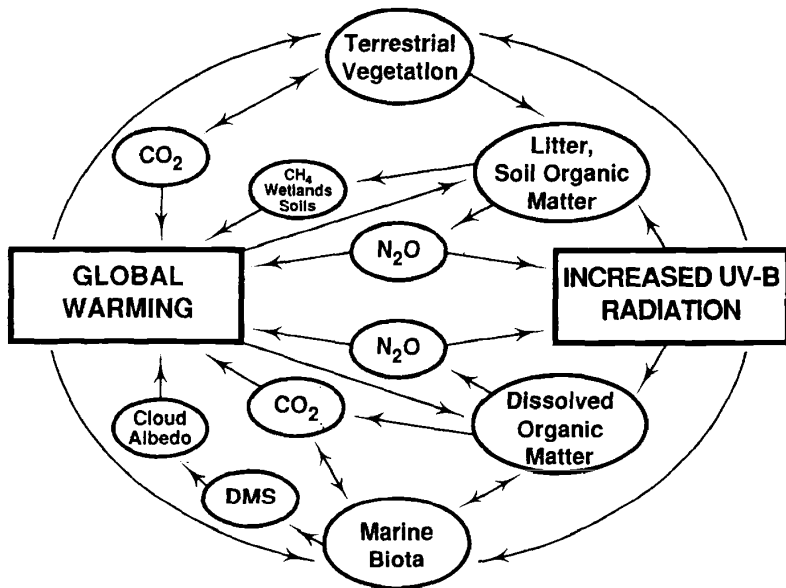 Terrestrial
Vegetation
CO₂
CH₄
Wetlands
Soils
Litter,
Soil Organic
Matter
N₂O
GLOBAL
WARMING
INCREASED UV-B
RADIATION
N₂O
CO₂
Cloud
Albedo
Dissolved
Organic
Matter
DMS
Marine
Biota